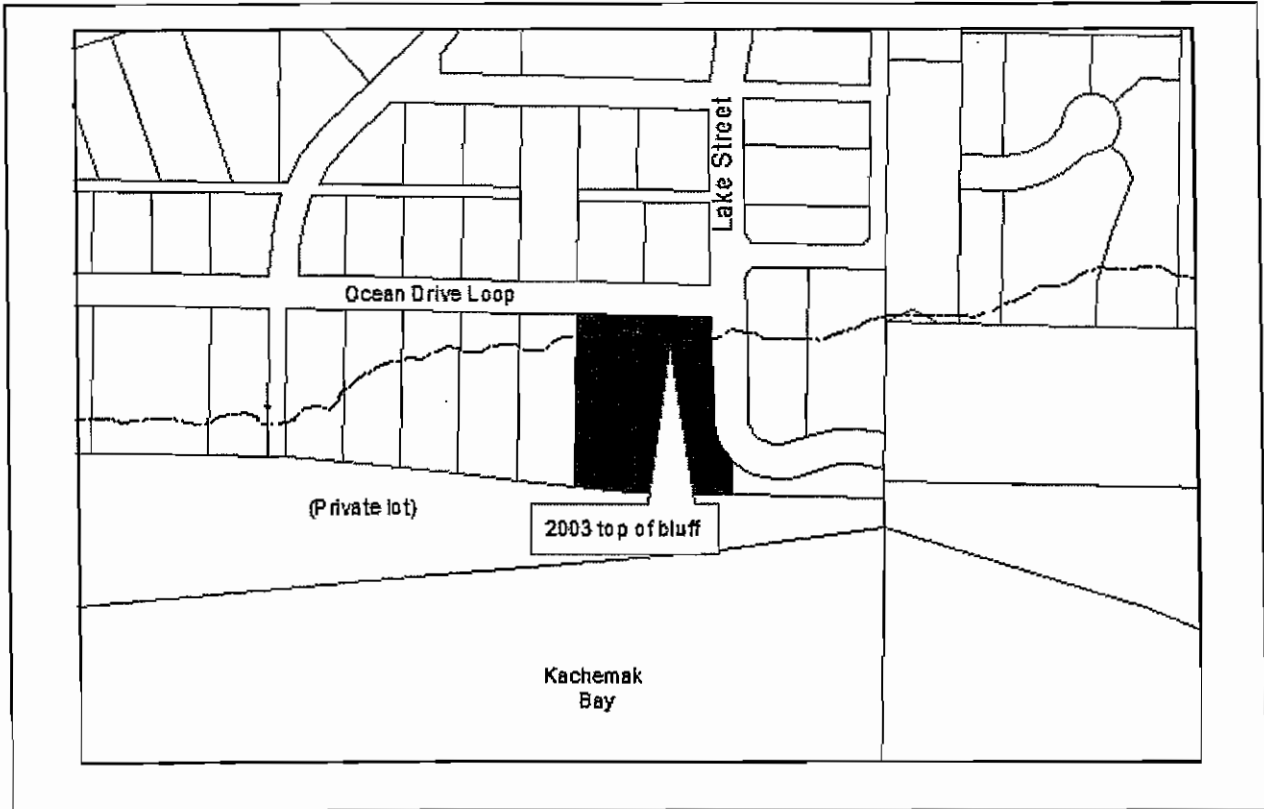 Lake Street
Ocean Drive Loop
(Private lot)
2003 top of bluff
Kachemak
Bay